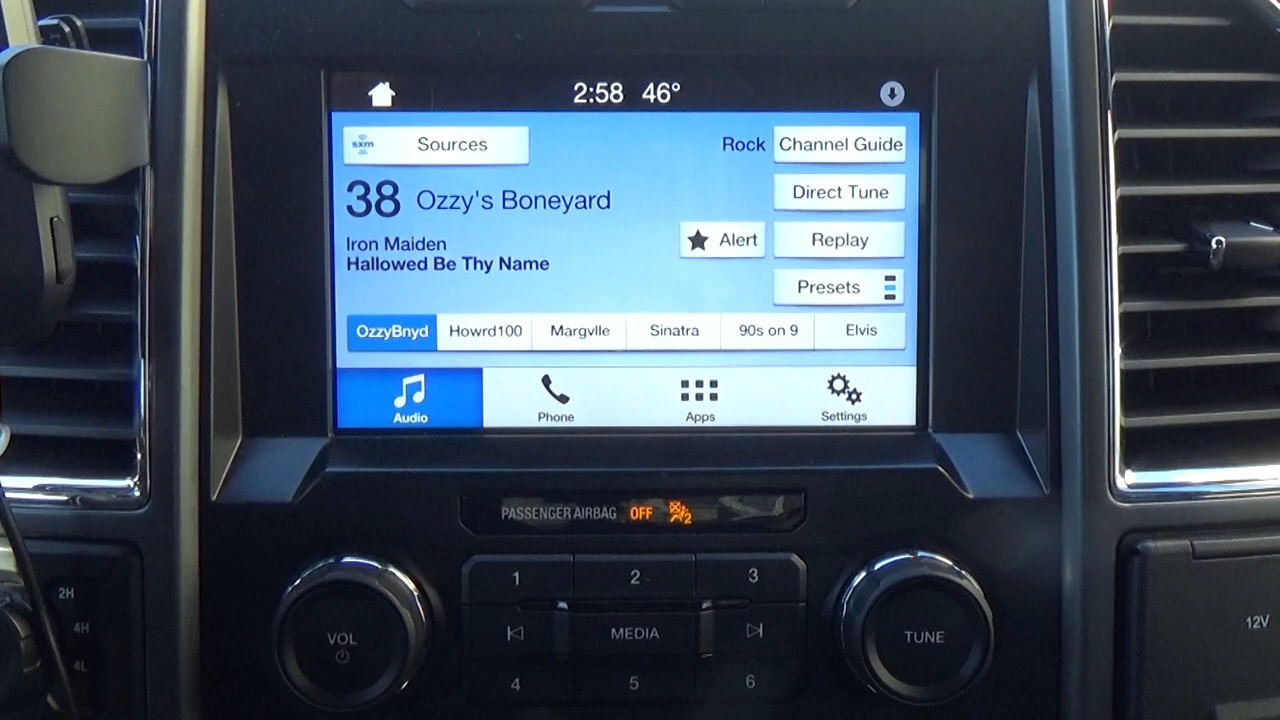 2:58 46°
sxm Sources
Rock Channel Guide
38 Ozzy's Boneyard
Direct Tune
Iron Maiden
Alert Replay
Hallowed Be Thy Name
Presets
OzzyBnyd Howrd100 Margvlle Sinatra 90s on 9 Elvis
Audio Phone Apps Settings
PASSENGER AIRBAG OFF 2
1 2 3
2H
4H
4L
VOL
MEDIA
TUNE
12V
4 5 6